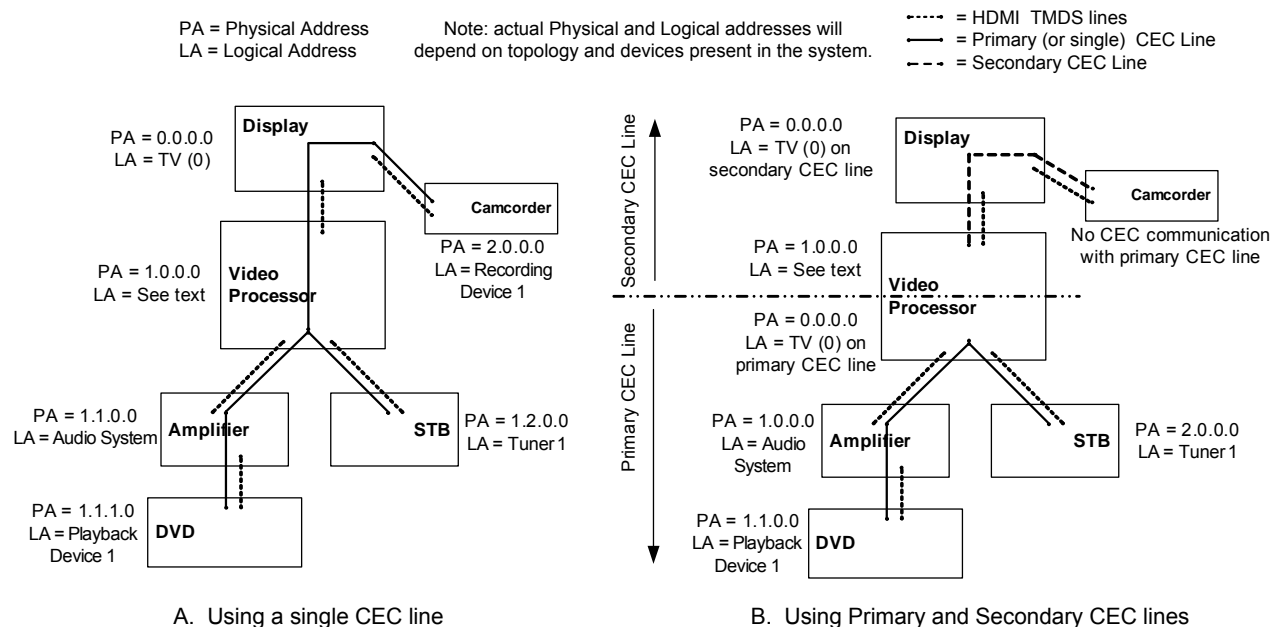 PA = Physical Address
LA = Logical Address
Note: actual Physical and Logical addresses will
depend on topology and devices present in the system.
= HDMI TMDS lines
= Primary (or single) CEC Line
= Secondary CEC Line
PA = 0.0.0.0
LA = TV (0)
Display
Camcorder
PA = 2.0.0.0
LA = Recording
Device 1
PA = 1.0.0.0
LA = See text
Video
Processor
PA = 1.1.0.0
LA = Audio System
Amplifier
STB
PA = 1.2.0.0
LA = Tuner 1
PA = 1.1.1.0
LA = Playback
Device 1
DVD
A. Using a single CEC line
Secondary CEC Line
Primary CEC Line
PA = 0.0.0.0
LA = TV (0) on
secondary CEC line
Display
Camcorder
No CEC communication
with primary CEC line
PA = 1.0.0.0
LA = See text
Video
Processor
PA = 0.0.0.0
LA = TV (0) on
primary CEC line
PA = 1.0.0.0
LA = Audio
System
Amplifier
STB
PA = 2.0.0.0
LA = Tuner 1
PA = 1.1.0.0
LA = Playback
Device 1
DVD
B. Using Primary and Secondary CEC lines